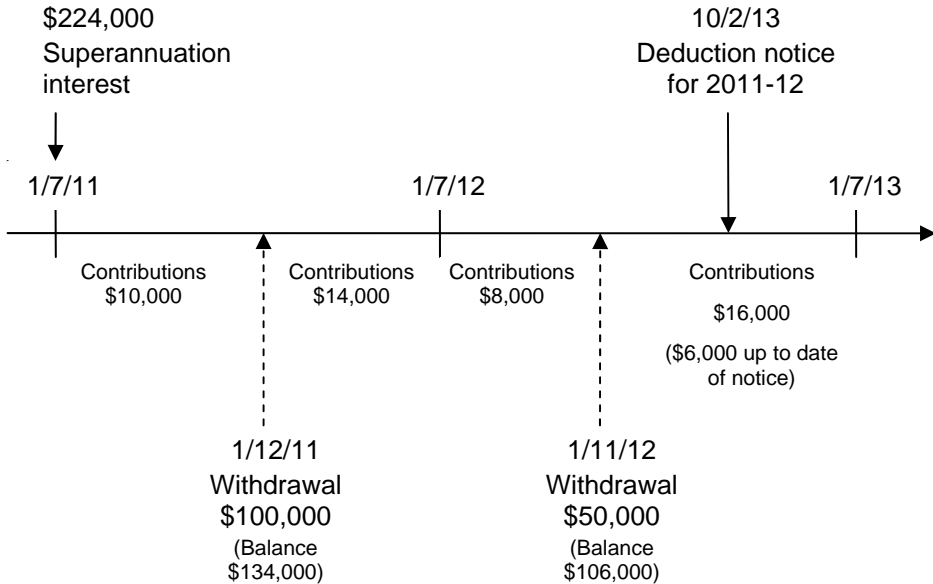 $224,000
Superannuation
interest
10/2/13
Deduction notice
for 2011-12
1/7/11
1/7/12
1/7/13
Contributions
$10,000
Contributions
$14,000
Contributions
$8,000
Contributions
$16,000
($6,000 up to date
of notice)
1/12/11
Withdrawal
$100,000
(Balance
$134,000)
1/11/12
Withdrawal
$50,000
(Balance
$106,000)